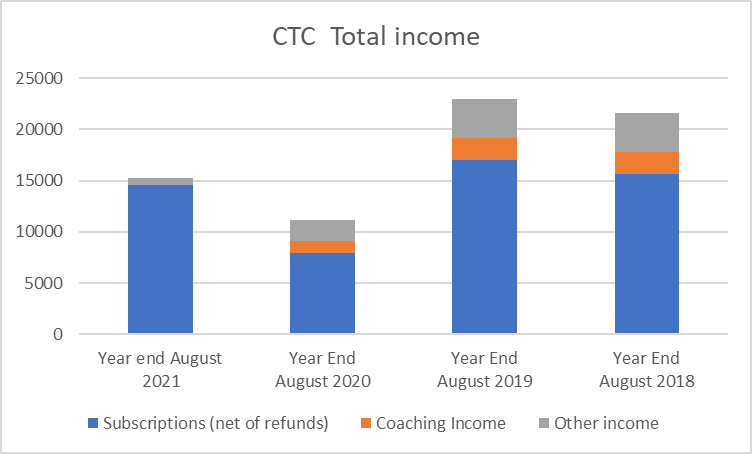 CTC  Total income
25000
20000
15000
10000
5000
0
Year end August
2021
Year End
August 2020
Year End
August 2019
Year End
August 2018
Subscriptions (net of refunds)
Coaching Income
Other income